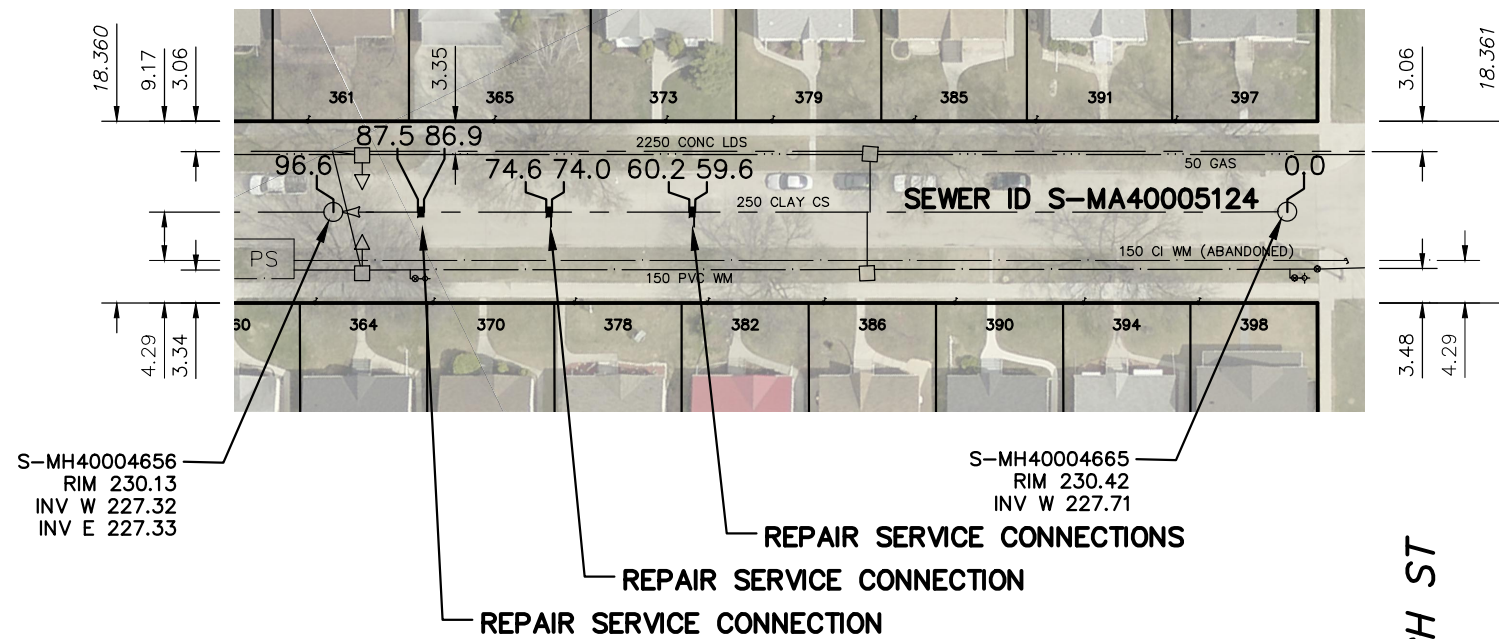 18.360
9.17
3.06
3.35
3.06
18.361
361
365
373
379
385
391
397
87.5 86.9
2250 CONC LDS
50 GAS
96.6
74.6 74.0 60.2 59.6
0.0
250 CLAY CS
SEWER ID S-MA40005124
PS
150 CI WM (ABANDONED)
150 PVC WM
60
364
370
378
382
386
390
394
398
4.29
3.34
3.48
4.29
S-MH40004656
RIM 230.13
INV W 227.32
INV E 227.33
S-MH40004665
RIM 230.42
INV W 227.71
REPAIR SERVICE CONNECTIONS
REPAIR SERVICE CONNECTION
REPAIR SERVICE CONNECTION
H ST